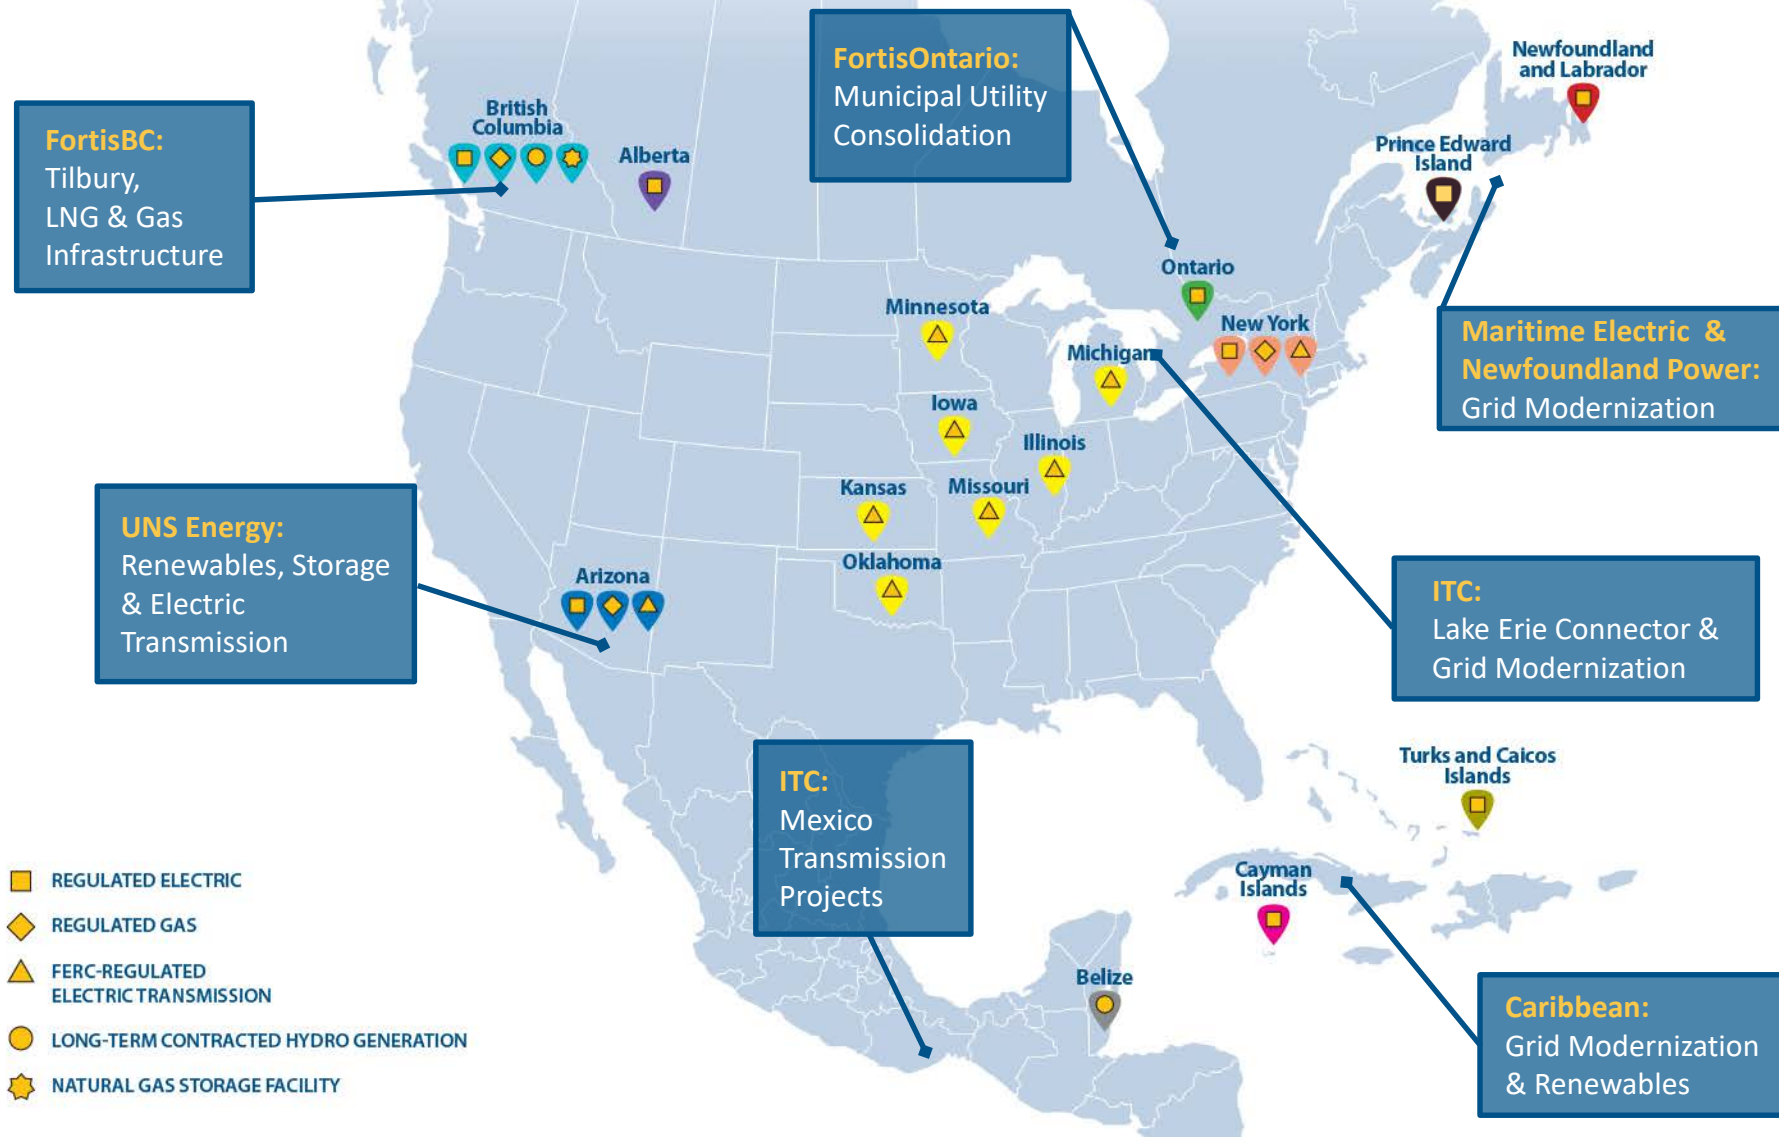 FortisOntario:
Municipal Utility
Consolidation
Newfoundland
and Labrador
FortisBC:
Tilbury,
LNG & Gas
Infrastructure
British
Columbia
Alberta
Prince Edward
Island
Ontario
Minnesota
New York
Michigan
Maritime Electric &
Newfoundland Power:
Grid Modernization
Iowa
Illinois
Kansas
Missouri
UNS Energy:
Renewables, Storage
& Electric
Transmission
Arizona
Oklahoma
ITC:
Lake Erie Connector &
Grid Modernization
ITC:
Mexico
Transmission
Projects
Turks and Caicos
Islands
Cayman
Islands
Belize
Caribbean:
Grid Modernization
& Renewables
REGULATED ELECTRIC
REGULATED GAS
FERC-REGULATED
ELECTRIC TRANSMISSION
LONG-TERM CONTRACTED HYDRO GENERATION
NATURAL GAS STORAGE FACILITY